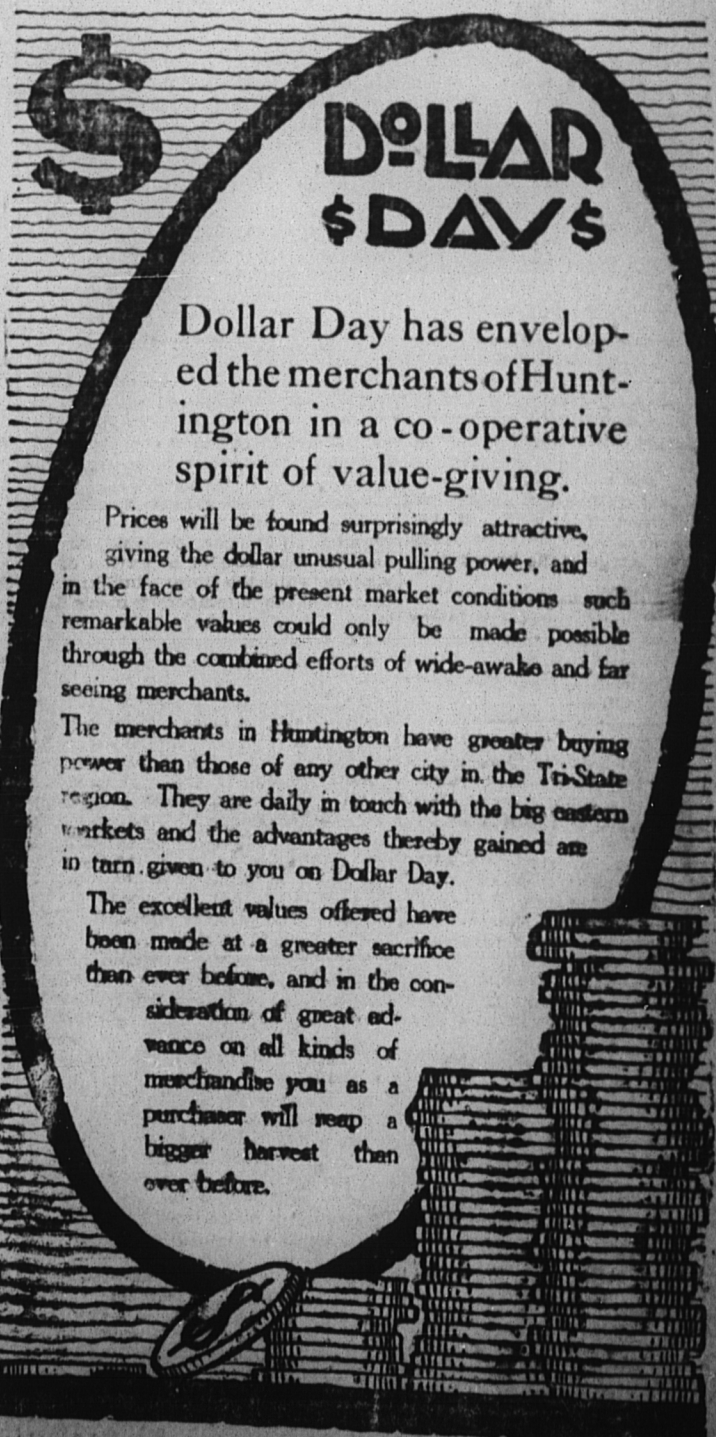 $
DOLLAR
$DAY$
Dollar Day has envelop-
ed the merchants of Hunt-
ington in a co-operative
spirit of value-giving.
Prices will be found surprisingly attractive,
giving the dollar unusual pulling power, and
in the face of the present market conditions such
remarkable values could only be made possible
through the combined efforts of wide-awake and far
seeing merchants.
The merchants in Huntington have greater buying
power than those of any other city in. the Tri-State
region. They are daily in touch with the big eastern
markets and the advantages thereby gained are
in turn given to you on Dollar Day.
The excellent values offered have
been made at a greater sacrifice
than ever before, and in the con-
sideration of great ad-
vance on all kinds of
merchandise you as a
purchaser will reap a
bigger harvest than
ever before.
$